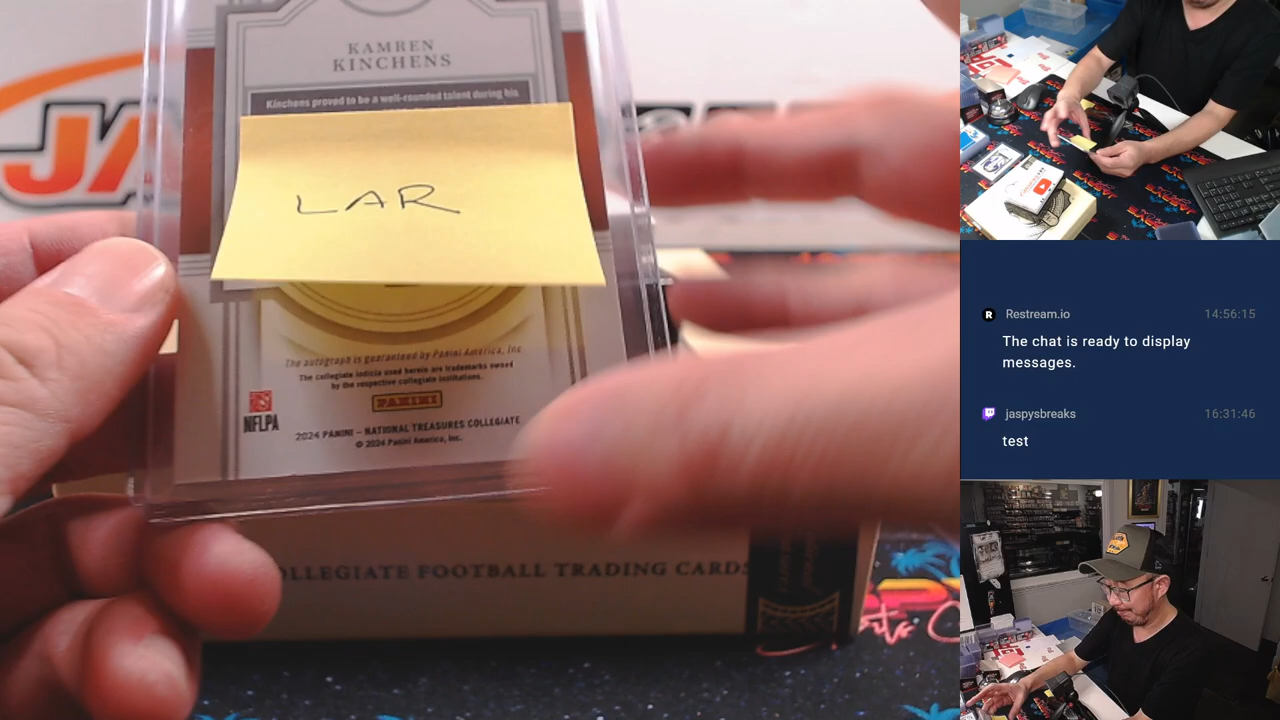 KAMREN
KINCHENS
Kinchens proved to be a well-rounded talent during his
LAR
The autograph is guaranteed by Panini America, Inc
The collegiate indicia used herein are trademarks owned
by the respective collegiate institutions.
PANINI
NFLPA
2024 PANINI – NATIONAL TREASURES COLLEGIATE
© 2024 Panini America, Inc.
JA
OLLEGIATE FOOTBALL TRADING CARDS
Restream.io 14:56:15
The chat is ready to display
messages.
jaspysbreaks 16:31:46
test